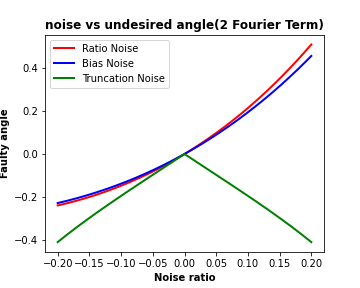 noise vs undesired angle(2 Fourier Term)
Ratio Noise
Bias Noise
Truncation Noise
Faulty angle
0.4
0.2
0.0
−0.2
−0.4
−0.20 −0.15 −0.10 −0.05 0.00 0.05 0.10 0.15 0.20
Noise ratio